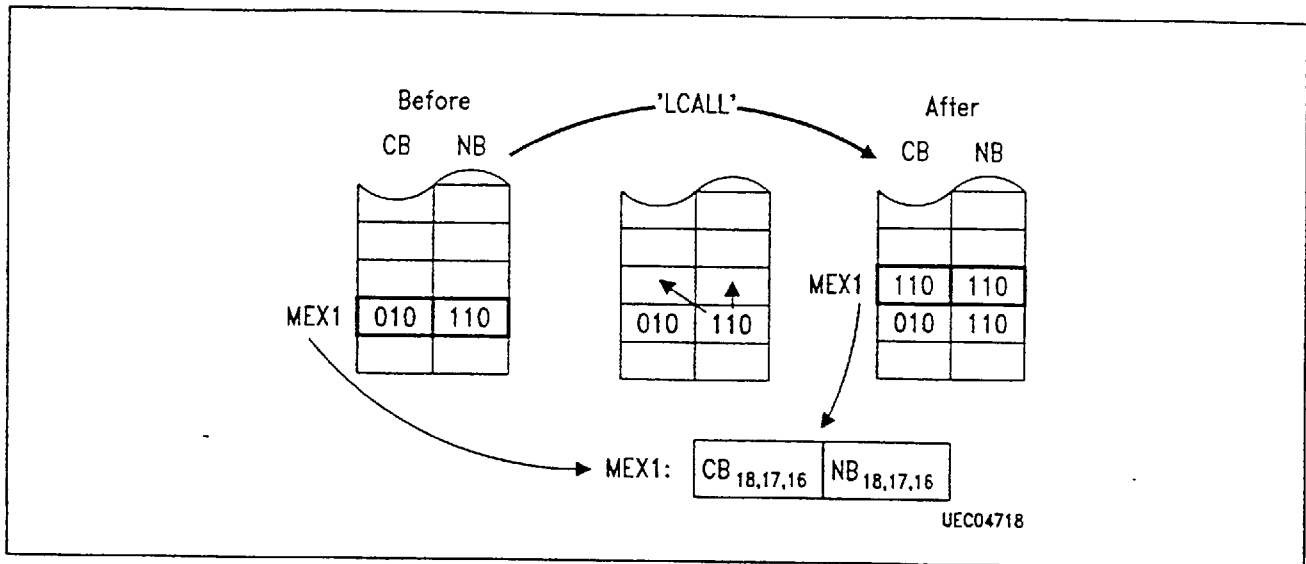 Before 'LCALL' After
CB NB CB NB
MEX1 010 110 010 110 MEX1 110 110
010 110
MEX1: CB 18,17,16 NB 18,17,16
UEC04718